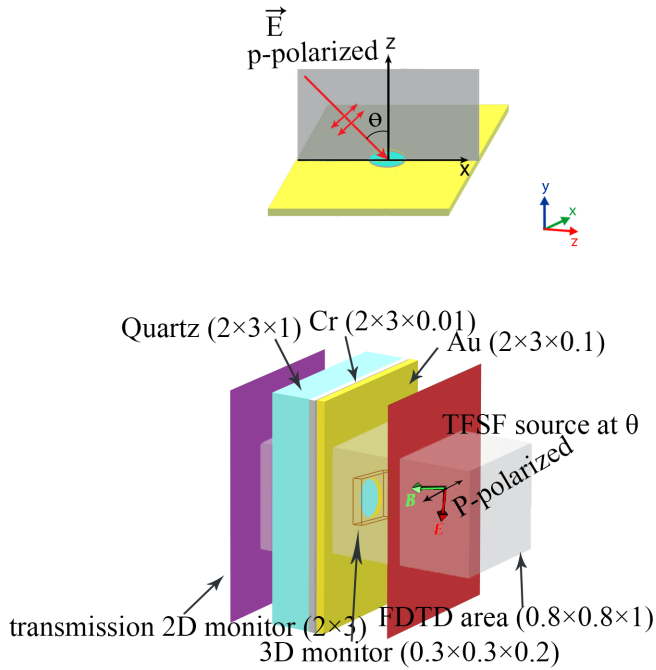 E
p-polarized
z
θ
x
y
x
z
Quartz (2×3×1)
Cr (2×3×0.01)
Au (2×3×0.1)
TFSF source at θ
P-polarized
B
E
FDTD area (0.8×0.8×1)
transmission 2D monitor (2×3)
3D monitor (0.3×0.3×0.2)